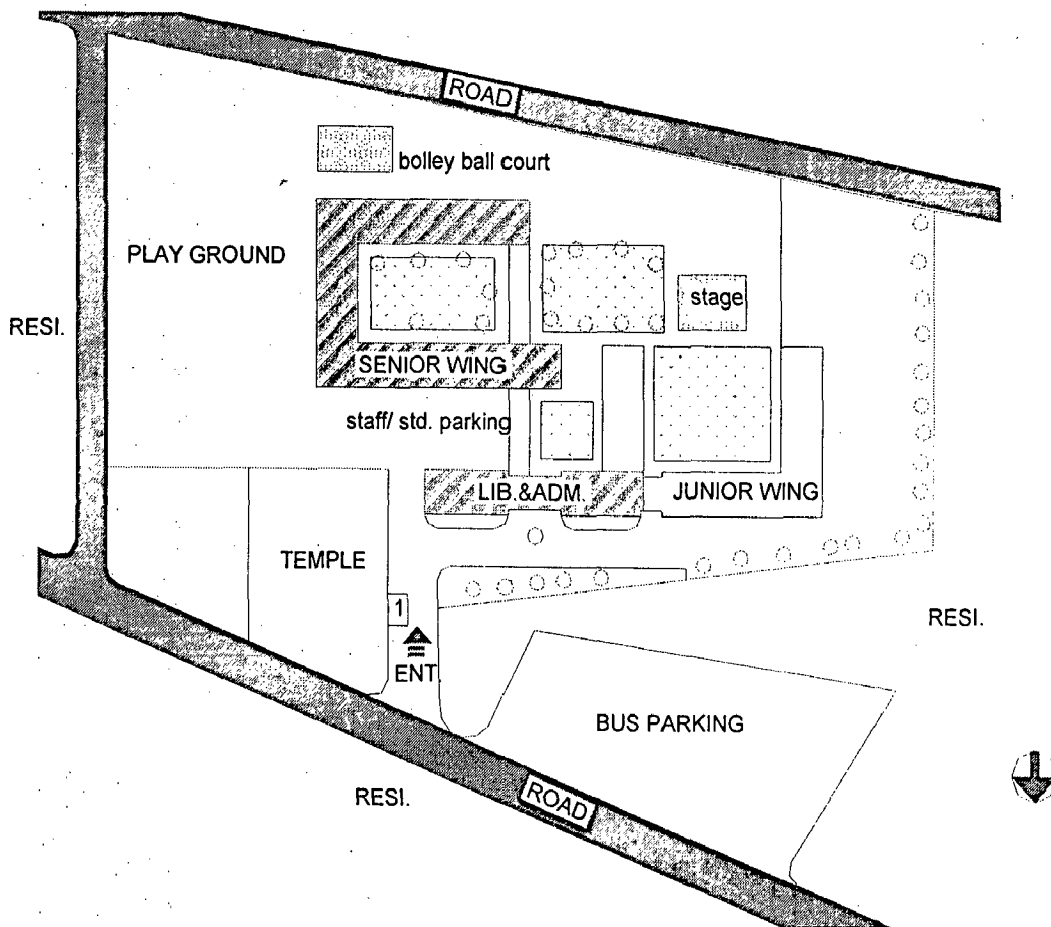 ROAD
bolley ball court
PLAY GROUND
stage
RESI.
SENIOR WING
staff/ std. parking
LIB.&ADM.
JUNIOR WING
TEMPLE
1
RESI.
ENT
BUS PARKING
RESI.
ROAD